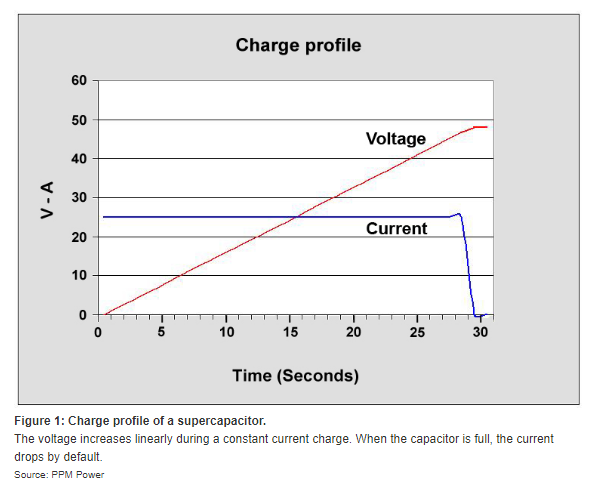 Charge profile
60
50
40
30
20
10
0
V - A
Voltage
Current
0 5 10 15 20 25 30
Time (Seconds)
Figure 1: Charge profile of a supercapacitor.
The voltage increases linearly during a constant current charge. When the capacitor is full, the current
drops by default.
Source: PPM Power